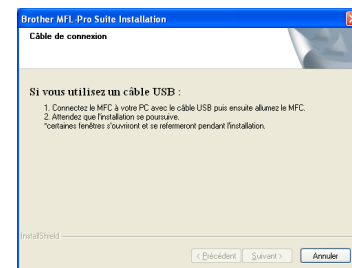 Brother MFL-Pro Suite Installation
Câble de connexion
Si vous utilisez un câble USB :
1. Connectez le MFC à votre PC avec le câble USB puis ensuite allumez le MFC.
2. Attendez que l'installation se poursuive.
*certaines fenêtres s'ouvriront et se refermeront pendant l'installation.
InstallShield
< Précédent
Suivant >
Annuler